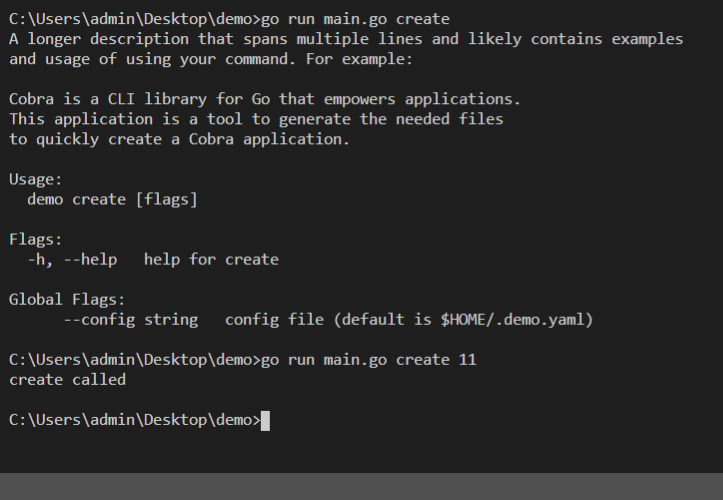 C:\Users\admin\Desktop\demo>go run main.go create
A longer description that spans multiple lines and likely contains examples
and usage of using your command. For example:
Cobra is a CLI library for Go that empowers applications.
This application is a tool to generate the needed files
to quickly create a Cobra application.
Usage:
demo create [flags]
Flags:
-h, --help help for create
Global Flags:
--config string config file (default is $HOME/.demo.yaml)
C:\Users\admin\Desktop\demo>go run main.go create 11
create called
C:\Users\admin\Desktop\demo>